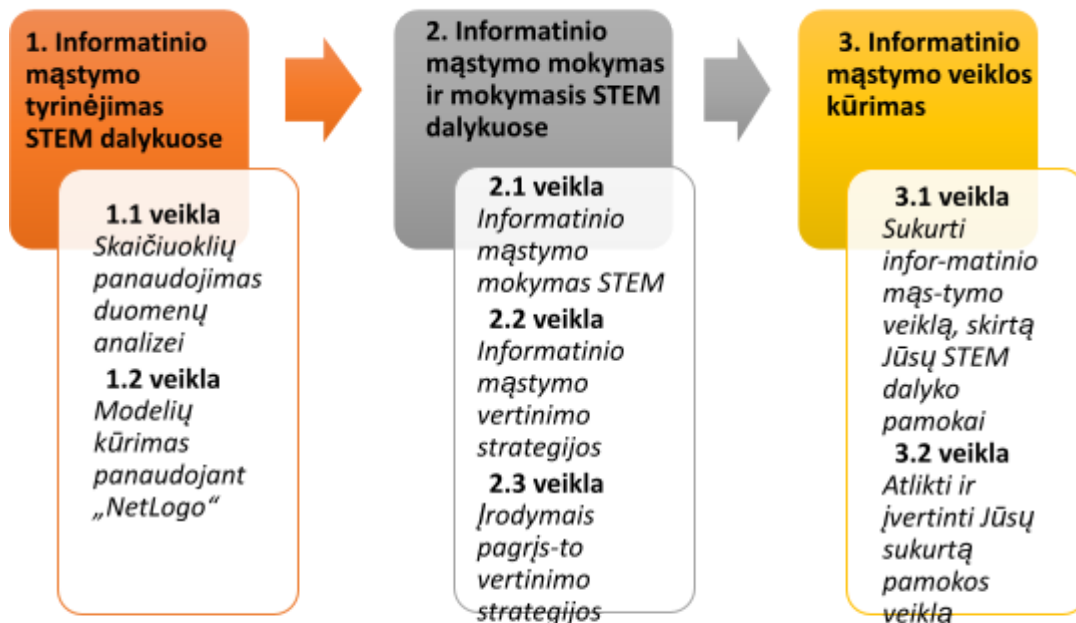 1. Informatinio
mąstymo
tyrinėjimas
STEM dalykuose
1.1 veikla
Skaičiuoklių
panaudojimas
duomenų
analizei
1.2 veikla
Modelių
kūrimas
panaudojant
„NetLogo“
2. Informatinio
mąstymo mokymas
ir mokymasis STEM
dalykuose
2.1 veikla
Informatinio
mąstymo
mokymas STEM
2.2 veikla
Informatinio
mąstymo
vertinimo
strategijos
2.3 veikla
Įrodymais
pagrįs-to
vertinimo
strategijos
3. Informatinio
mąstymo veiklos
kūrimas
3.1 veikla
Sukurti
infor-matinio
mąs-tymo
veiklą, skirtą
Jūsų STEM
dalyko
pamokai
3.2 veikla
Atlikti ir
įvertinti Jūsų
sukurtą
pamokos
veiklą